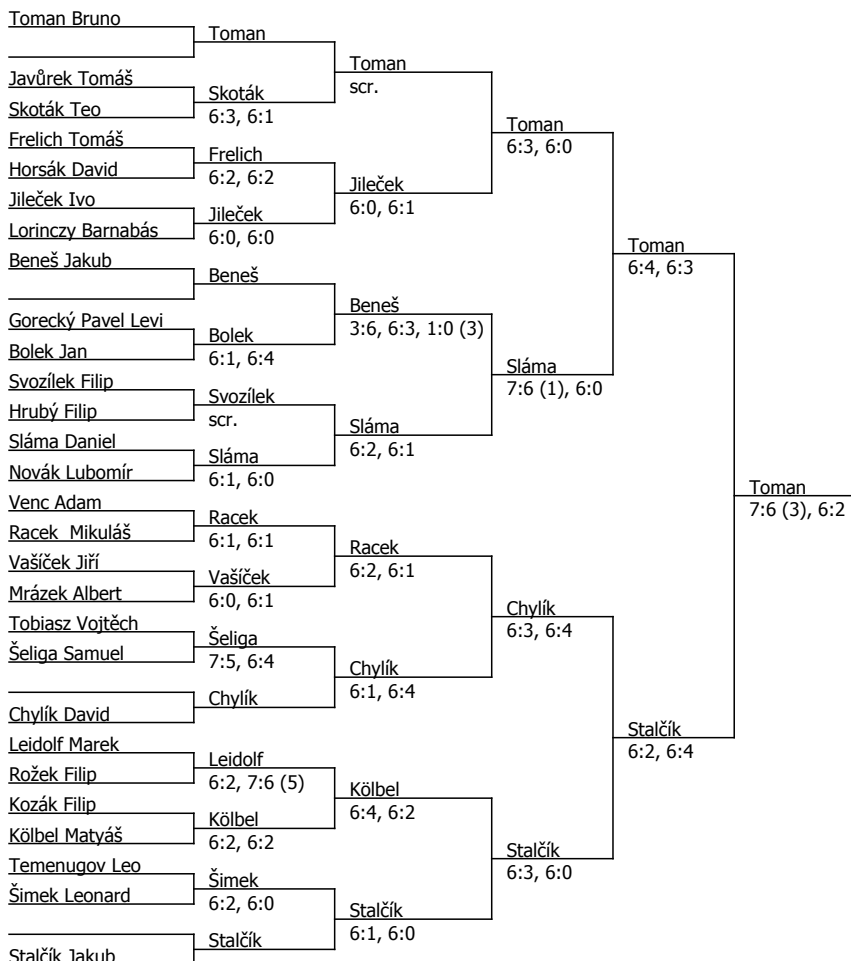 Toman Bruno
Toman
Toman
scr.
Javůrek Tomáš
Skoták Teo
Skoták
6:3, 6:1
Toman
6:3, 6:0
Frelich Tomáš
Horsák David
Frelich
6:2, 6:2
Jileček
6:0, 6:1
Jileček Ivo
Lorinczy Barnabás
Jileček
6:0, 6:0
Toman
6:4, 6:3
Beneš Jakub
Beneš
Beneš
3:6, 6:3, 1:0 (3)
Gorecký Pavel Levi
Bolek Jan
Bolek
6:1, 6:4
Sláma
7:6 (1), 6:0
Svozílek Filip
Hrubý Filip
Svozílek
scr.
Sláma
6:2, 6:1
Sláma Daniel
Novák Lubomír
Sláma
6:1, 6:0
Toman
7:6 (3), 6:2
Venc Adam
Racek  Mikuláš
Racek
6:1, 6:1
Racek
6:2, 6:1
Vašíček Jiří
Mrázek Albert
Vašíček
6:0, 6:1
Chylík
6:3, 6:4
Tobiasz Vojtěch
Šeliga Samuel
Šeliga
7:5, 6:4
Chylík
6:1, 6:4
Chylík
Chylík David
Stalčík
6:2, 6:4
Leidolf Marek
Rožek Filip
Leidolf
6:2, 7:6 (5)
Kölbel
6:4, 6:2
Kozák Filip
Kölbel Matyáš
Kölbel
6:2, 6:2
Stalčík
6:3, 6:0
Temenugov Leo
Šimek Leonard
Šimek
6:2, 6:0
Stalčík
6:1, 6:0
Stalčík
Stalčík Jakub